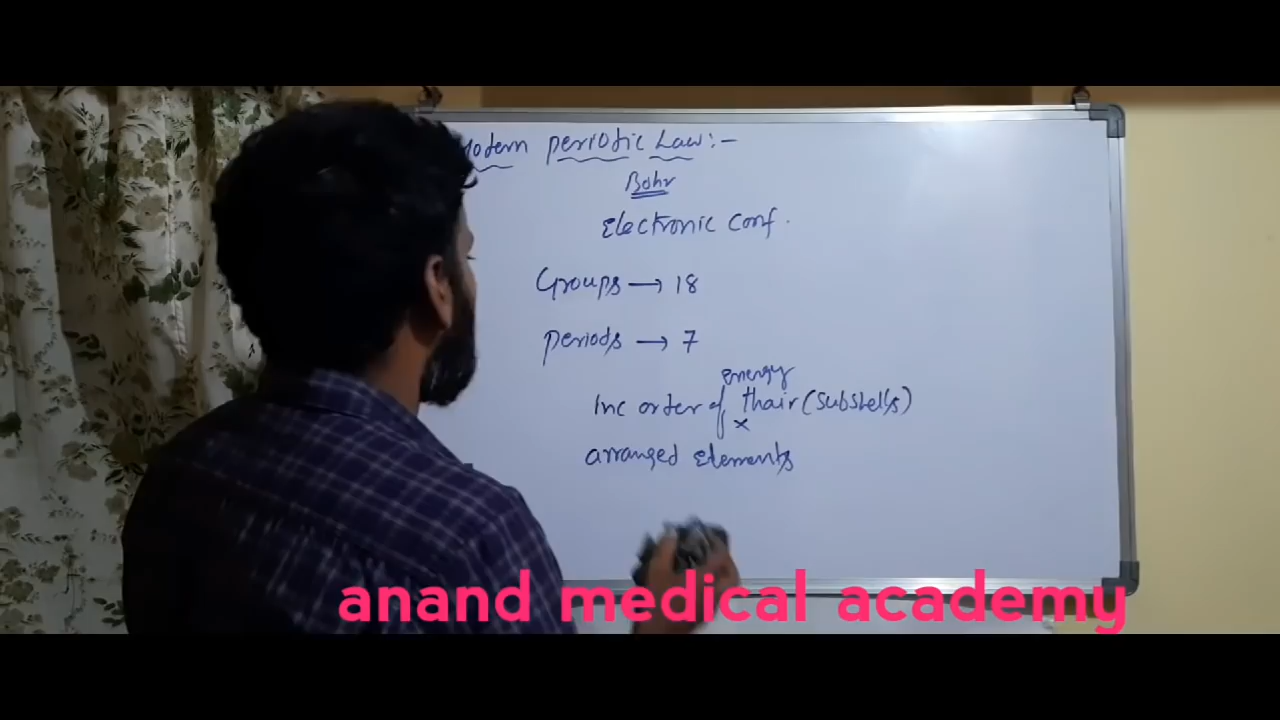 Modern periodic Law:-
Bohr
Electronic conf.
Groups → 18
periods → 7
energy
Inc order of thair (subshells)
x
arranged Elements
anand medical academy